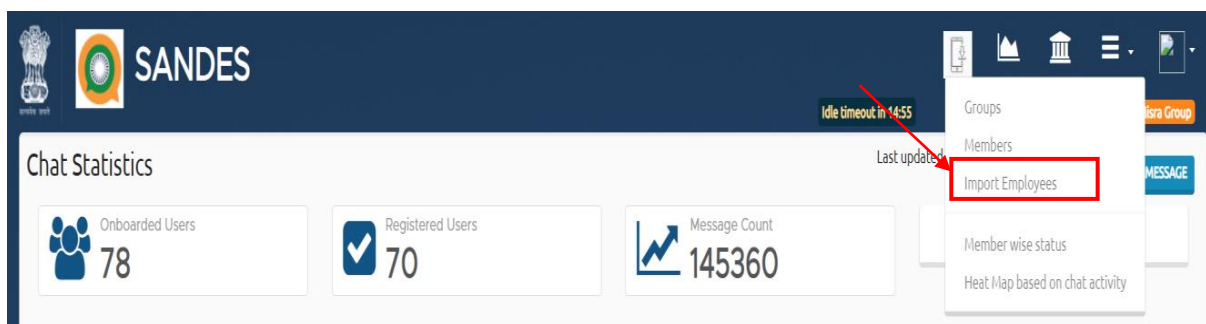 SANDES
Idle timeout in 14:55
isra Group
Groups
Members
Import Employees
Member wise status
Heat Map based on chat activity
Chat Statistics
Last updated
MESSAGE
Onboarded Users
78
Registered Users
70
Message Count
145360